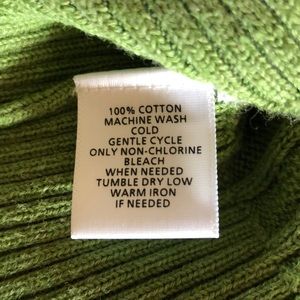 100% COTTON
MACHINE WASH
COLD
GENTLE CYCLE
ONLY NON-CHLORINE
BLEACH
WHEN NEEDED
TUMBLE DRY LOW
WARM IRON
IF NEEDED